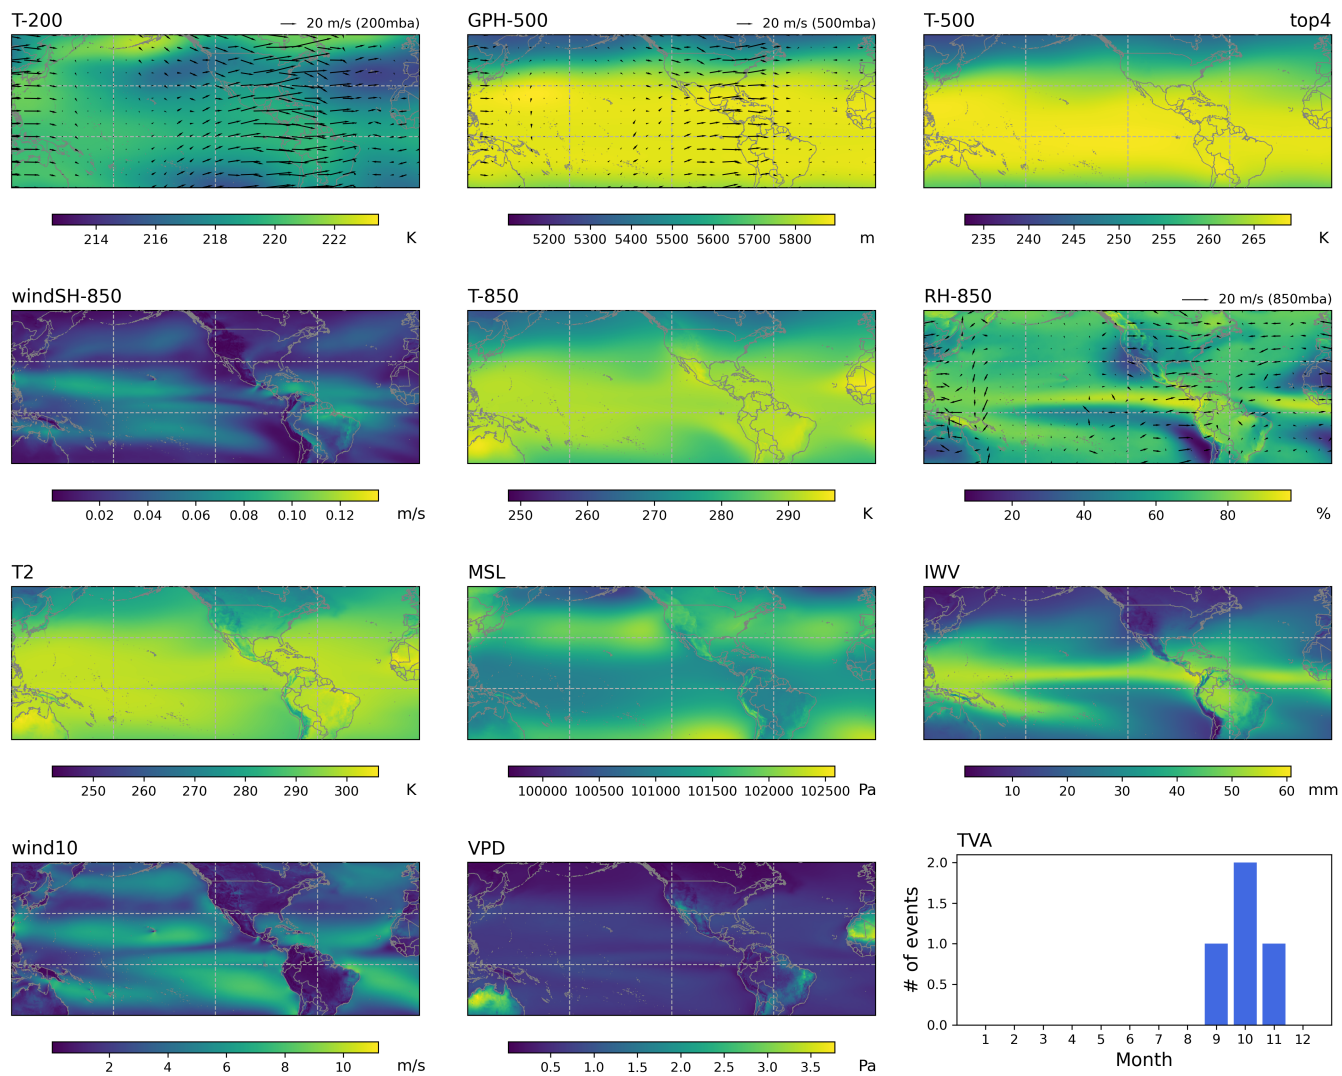 T-200
20 m/s (200mba)
GPH-500
20 m/s (500mba)
T-500
top4
214 216 218 220 222 K
5200 5300 5400 5500 5600 5700 5800 m
235 240 245 250 255 260 265 K
windSH-850
T-850
RH-850
20 m/s (850mba)
0.02 0.04 0.06 0.08 0.10 0.12 m/s
250 260 270 280 290 K
20 40 60 80 %
T2
MSL
IWV
250 260 270 280 290 300 K
100000 100500 101000 101500 102000 102500 Pa
10 20 30 40 50 60 mm
wind10
VPD
TVA
2.0
1.5
1.0
0.5
0.0
# of events
1 2 3 4 5 6 7 8 9 10 11 12
Month
2 4 6 8 10 m/s
0.5 1.0 1.5 2.0 2.5 3.0 3.5 Pa